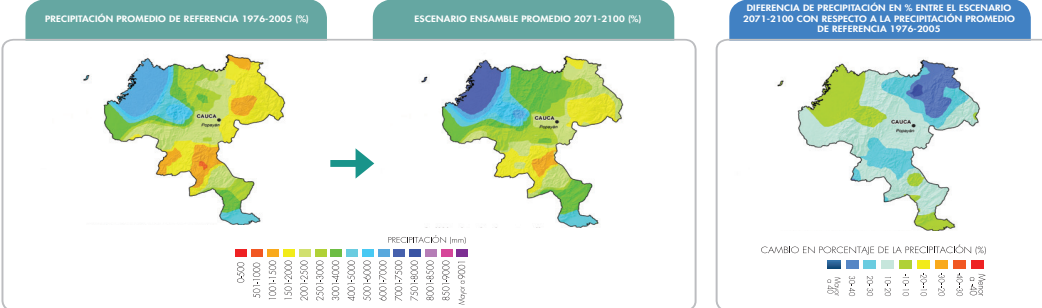 PRECIPITACIÓN PROMEDIO DE REFERENCIA 1976-2005 (%)
ESCENARIO ENSAMBLE PROMEDIO 2071-2100 (%)
DIFERENCIA DE PRECIPITACIÓN EN % ENTRE EL ESCENARIO
2071-2100 CON RESPECTO A LA PRECIPITACIÓN PROMEDIO
DE REFERENCIA 1976-2005
CAUCA
Popayán
CAUCA
Popayán
CAUCA
Popayán
PRECIPITACIÓN (mm)
0-500
501-1000
1001-1500
1501-2000
2001-2500
2501-3000
3001-4000
4001-5000
5001-6000
6001-7000
7001-7500
7501-8000
8001-8500
8501-9000
Mayor a 9001
CAMBIO EN PORCENTAJE DE LA PRECIPITACIÓN (%)
Mayor
a 40
30-40
20-30
10-20
-10-10
-20-10
-30-20
-40-30
Menor
a -40